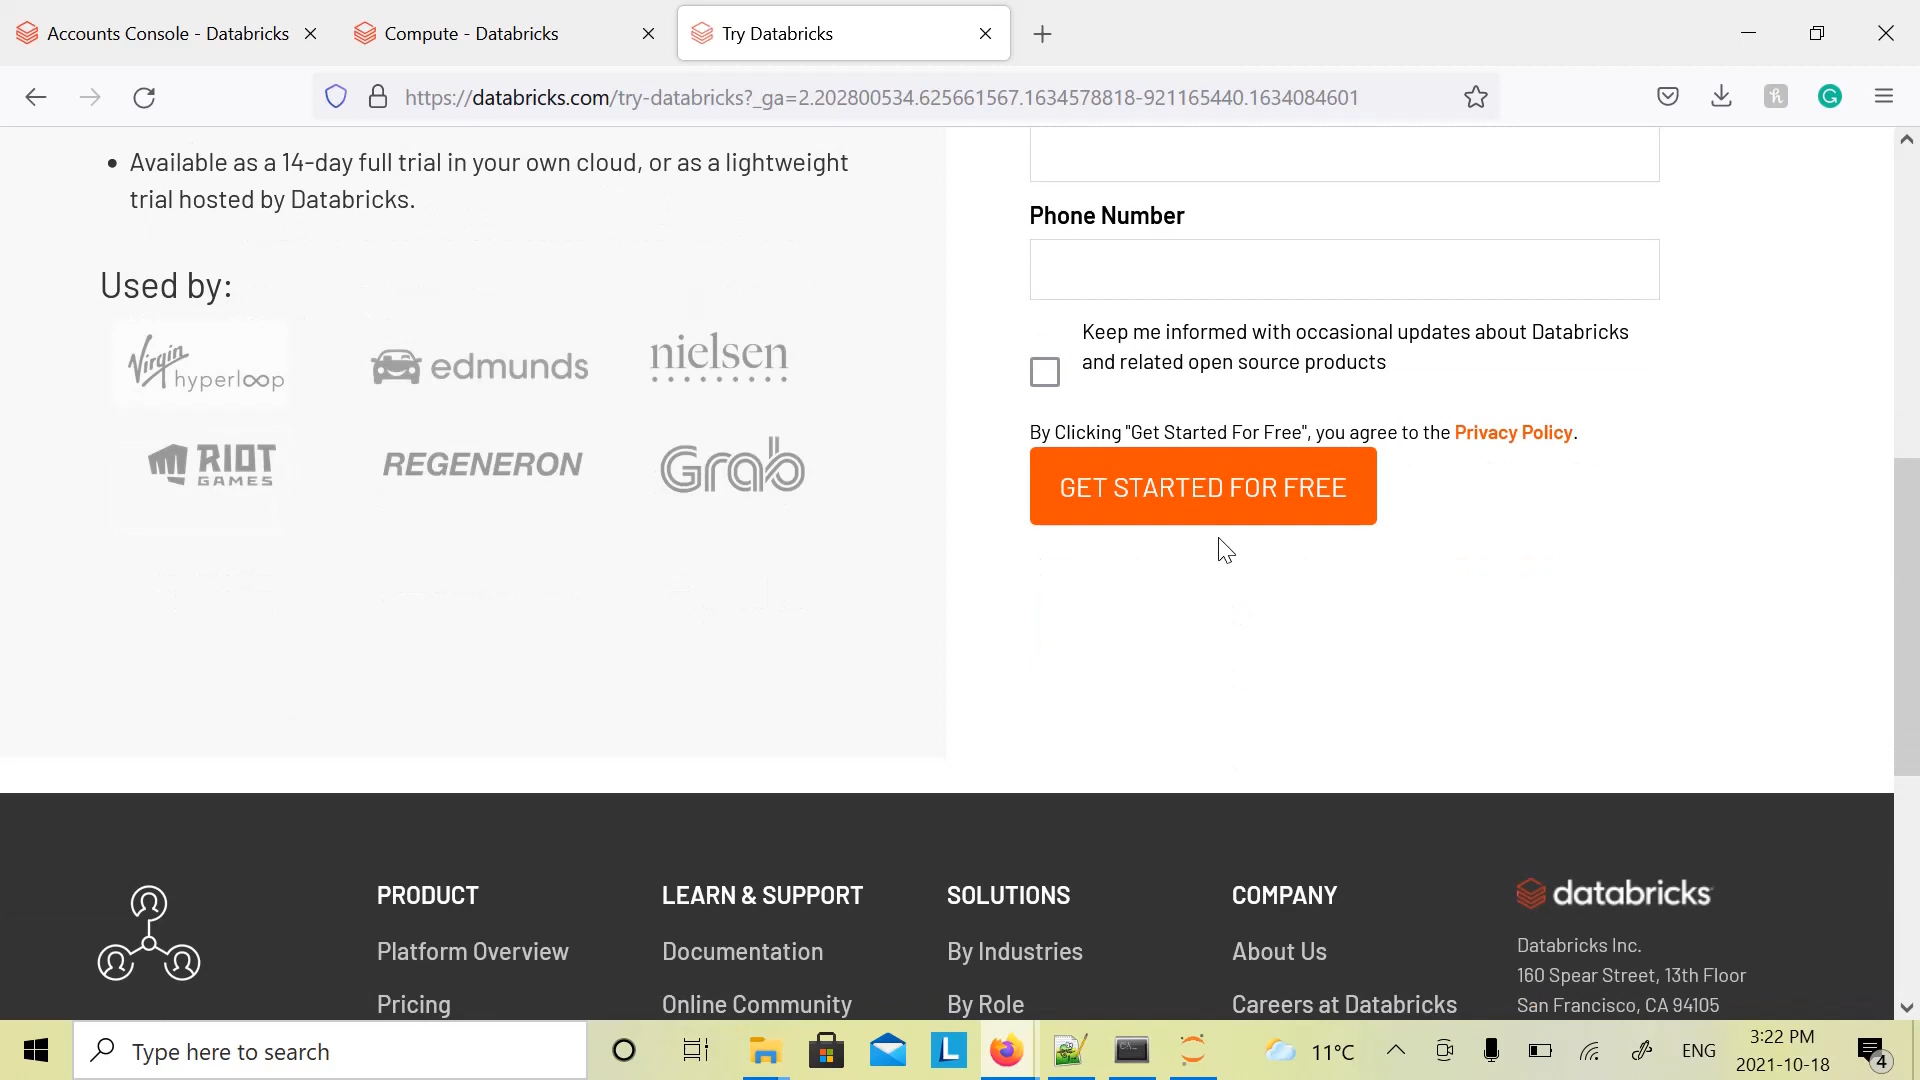 Accounts Console - Databricks
Compute - Databricks
Try Databricks
https://databricks.com/try-databricks?_ga=2.202800534.625661567.1634578818-921165440.1634084601
Available as a 14-day full trial in your own cloud, or as a lightweight
trial hosted by Databricks.
Used by:
Virgin
hyperloop
edmunds
nielsen
RIOT
GAMES
REGENERON
Grab
Phone Number
Keep me informed with occasional updates about Databricks
and related open source products
By Clicking "Get Started For Free", you agree to the Privacy Policy.
GET STARTED FOR FREE
PRODUCT
Platform Overview
Pricing
LEARN & SUPPORT
Documentation
Online Community
SOLUTIONS
By Industries
By Role
COMPANY
About Us
Careers at Databricks
databricks
Databricks Inc.
160 Spear Street, 13th Floor
San Francisco, CA 94105
Type here to search
11°C
ENG
3:22 PM
2021-10-18
4